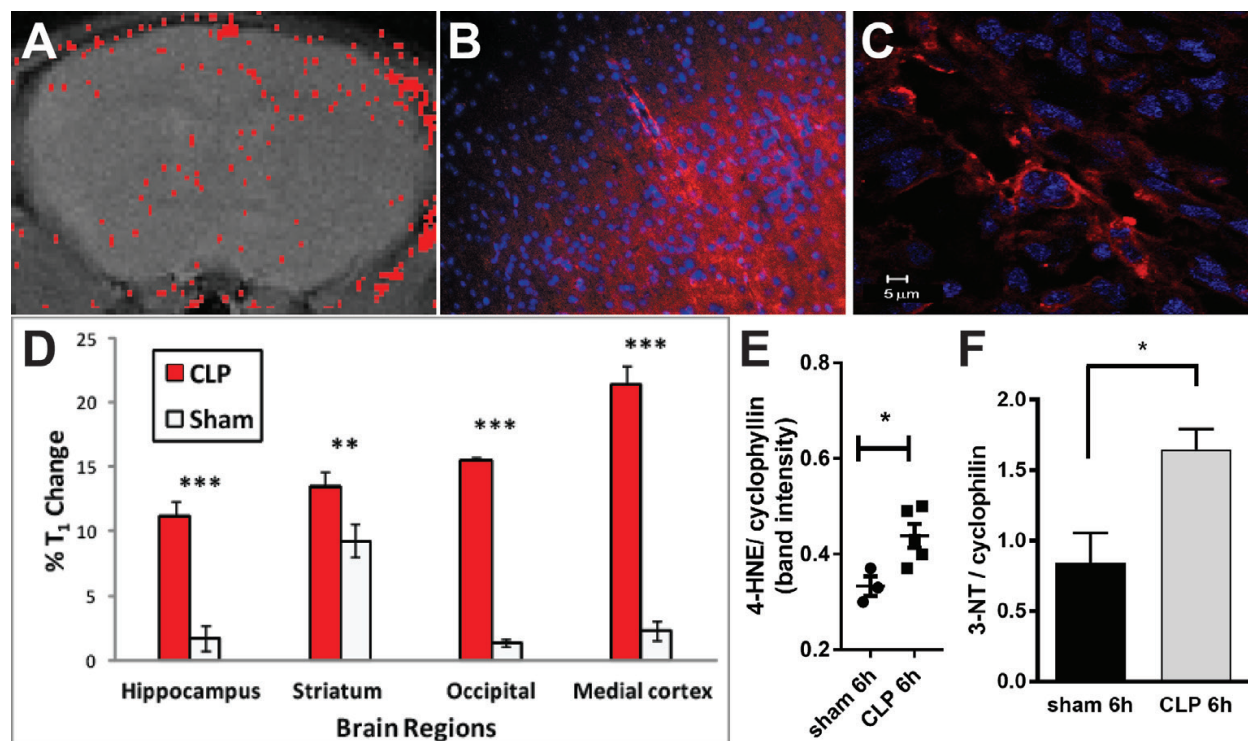 A
B
C
5 μm
D
25
20
15
10
5
0
% T₁ Change
CLP
Sham
***
**
***
***
Hippocampus Striatum Occipital Medial cortex
Brain Regions
E
4-HNE/ cyclophyllin
(band intensity)
0.8
0.6
0.4
0.2
*
sham 6h
CLP 6h
F
3-NT / cyclophilin
2.0
1.5
1.0
0.5
0.0
*
sham 6h CLP 6h